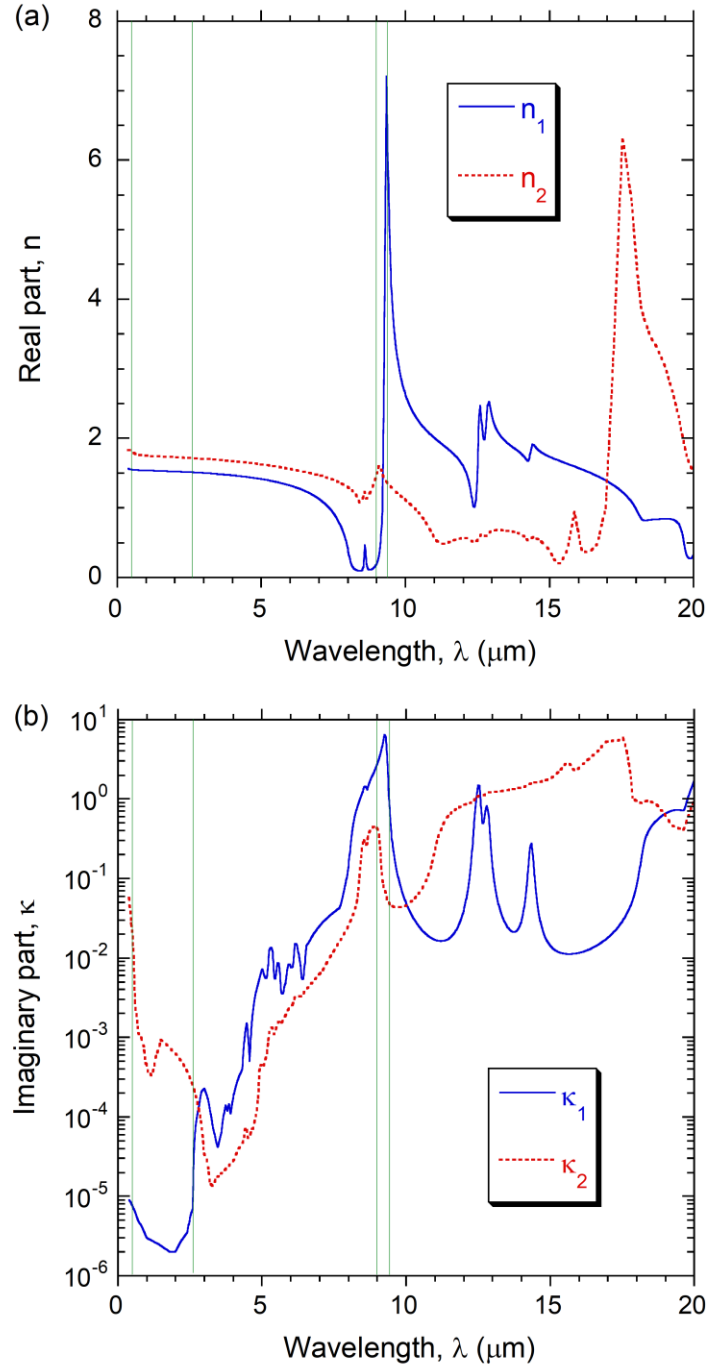 (a)
8
6
4
2
0
Real part, n
n1
n2
0 5 10 15 20
Wavelength, λ (μm)
(b)
10^1
10^0
10^-1
10^-2
10^-3
10^-4
10^-5
10^-6
Imaginary part, κ
κ1
κ2
0 5 10 15 20
Wavelength, λ (μm)